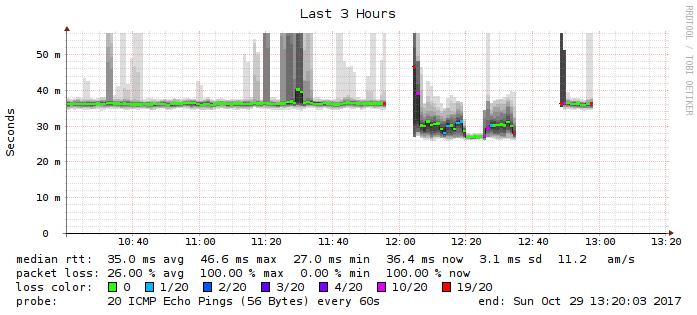 Last 3 Hours
RRDTOOL / TOBI OETIKER
Seconds
50 m
40 m
30 m
20 m
10 m
0
10:40 11:00 11:20 11:40 12:00 12:20 12:40 13:00 13:20
median rtt: 35.0 ms avg 46.6 ms max 27.0 ms min 36.4 ms now 3.1 ms sd 11.2 am/s
packet loss: 26.00 % avg 100.00 % max 0.00 % min 100.00 % now
loss color: 0 1/20 2/20 3/20 4/20 10/20 19/20
probe: 20 ICMP Echo Pings (56 Bytes) every 60s end: Sun Oct 29 13:20:03 2017